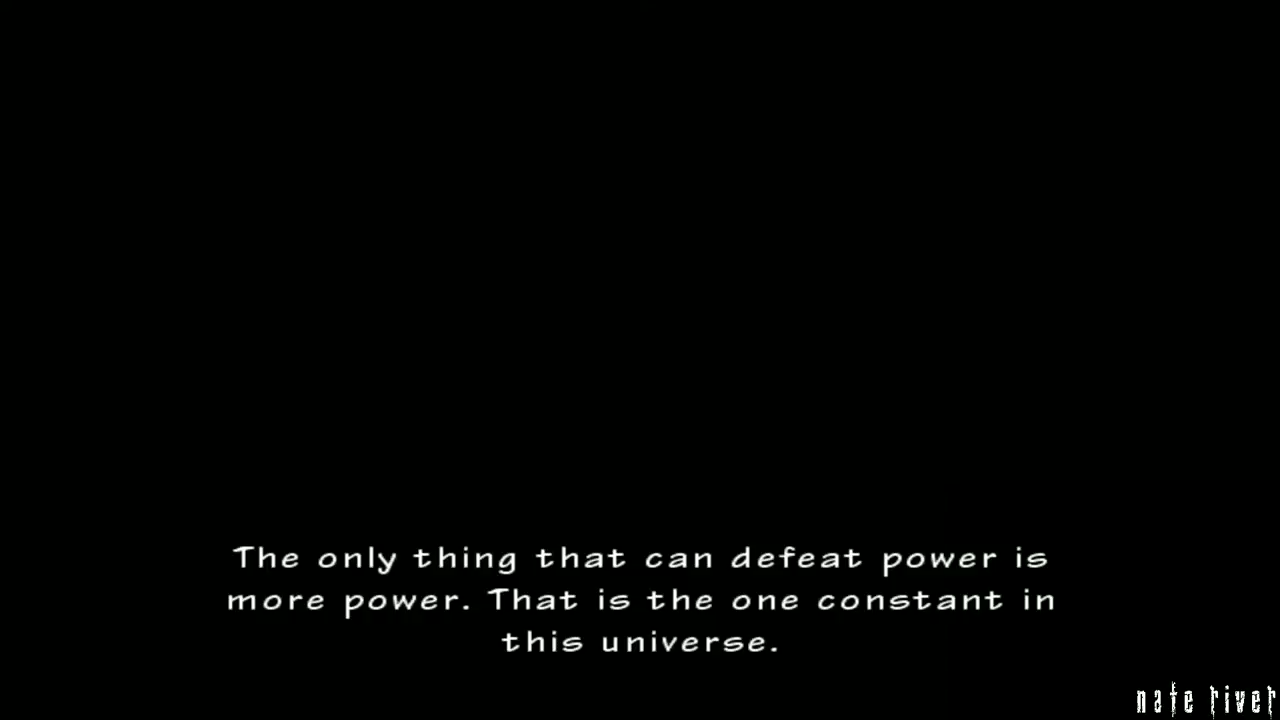 The only thing that can defeat power is
more power. That is the one constant in
this universe.
nate river